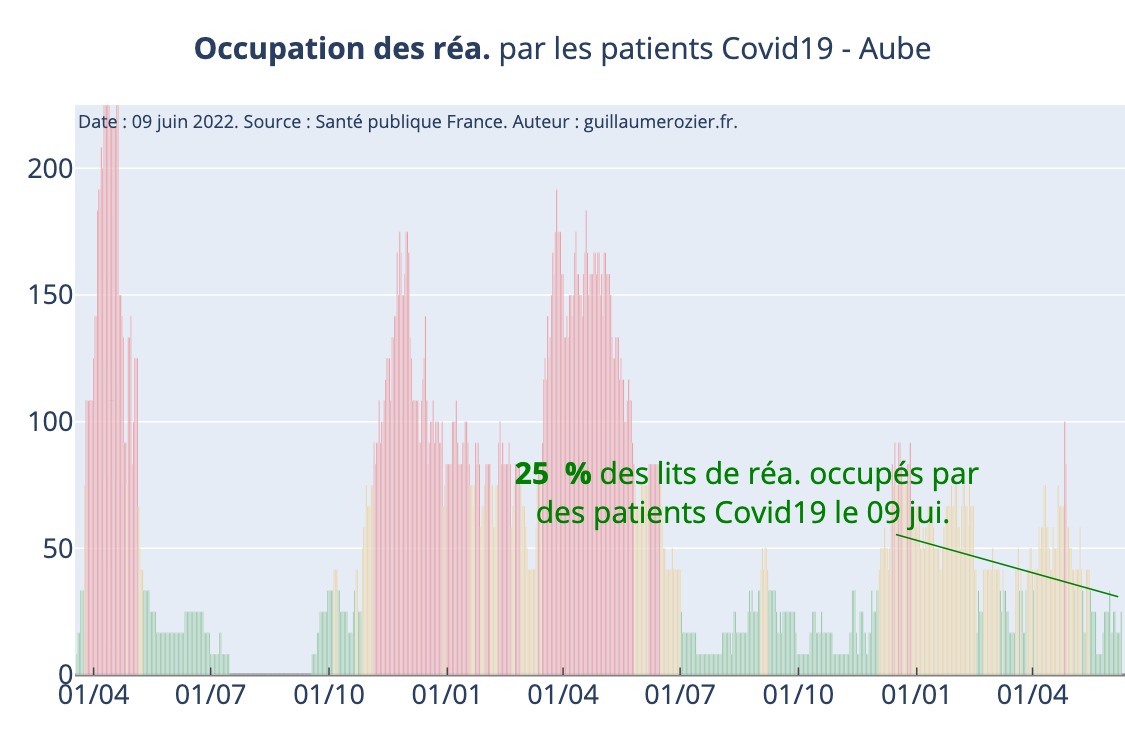 Occupation des réa. par les patients Covid19 - Aube
Date : 09 juin 2022. Source : Santé publique France. Auteur : guillaumerozier.fr.
200
150
100
50
0
25 % des lits de réa. occupés par
des patients Covid19 le 09 jui.
01/04 01/07 01/10 01/01 01/04 01/07 01/10 01/01 01/04